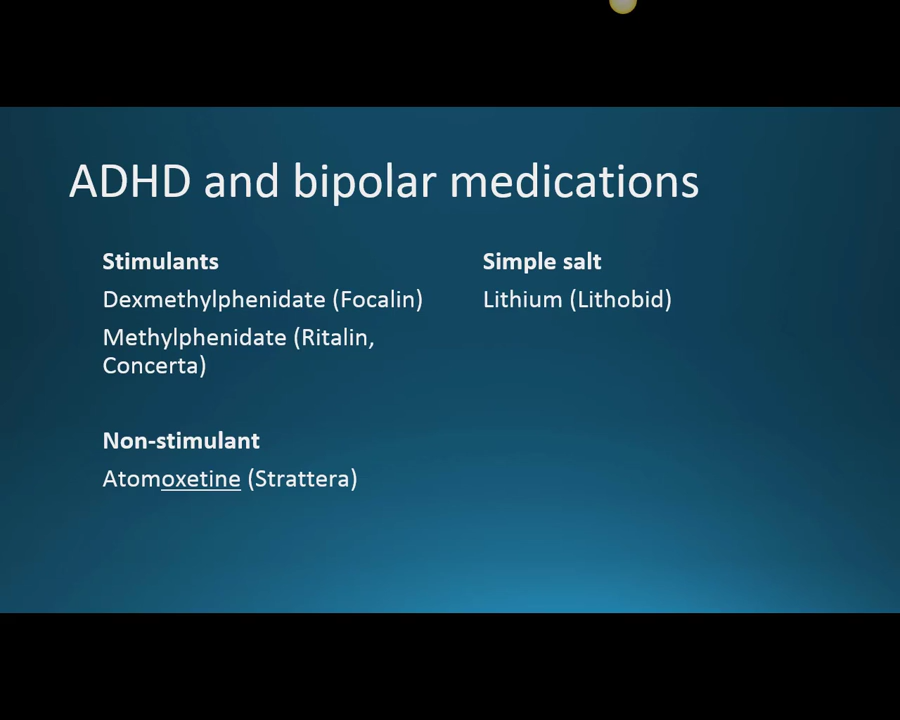 ADHD and bipolar medications
Stimulants
Dexmethylphenidate (Focalin)
Methylphenidate (Ritalin,
Concerta)
Non-stimulant
Atomoxetine (Strattera)
Simple salt
Lithium (Lithobid)